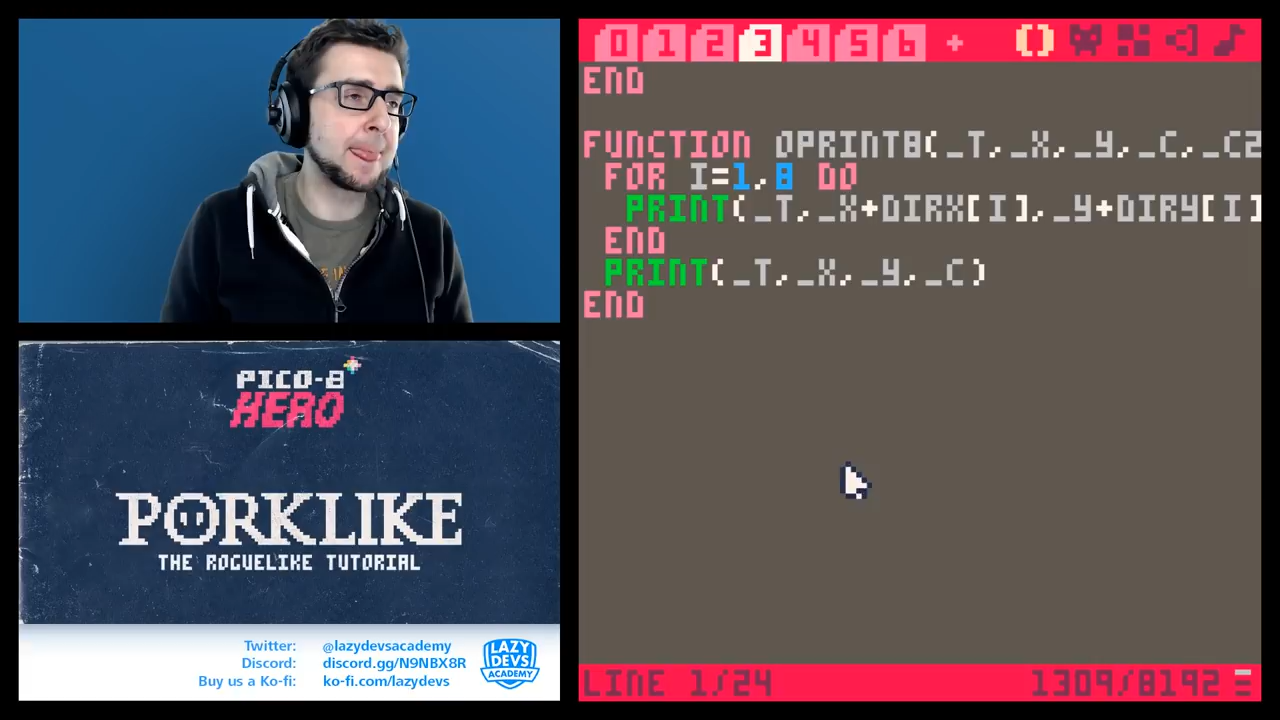 0 1 2 3 4 5 6 +
END
FUNCTION OPRINT8(_T,_X,_Y,_C,_C2
FOR I=1,8 DO
PRINT(_T,_X+DIRX[I],_Y+DIRY[I]
END
PRINT(_T,_X,_Y,_C)
END
LINE 1/24 1309/8192
PICO-8
HERO
PORKLIKE
THE ROGUELIKE TUTORIAL
Twitter: @lazydevsacademy
Discord: discord.gg/N9NBX8R
Buy us a Ko-fi: ko-fi.com/lazydevs
LAZY
DEVS
ACADEMY